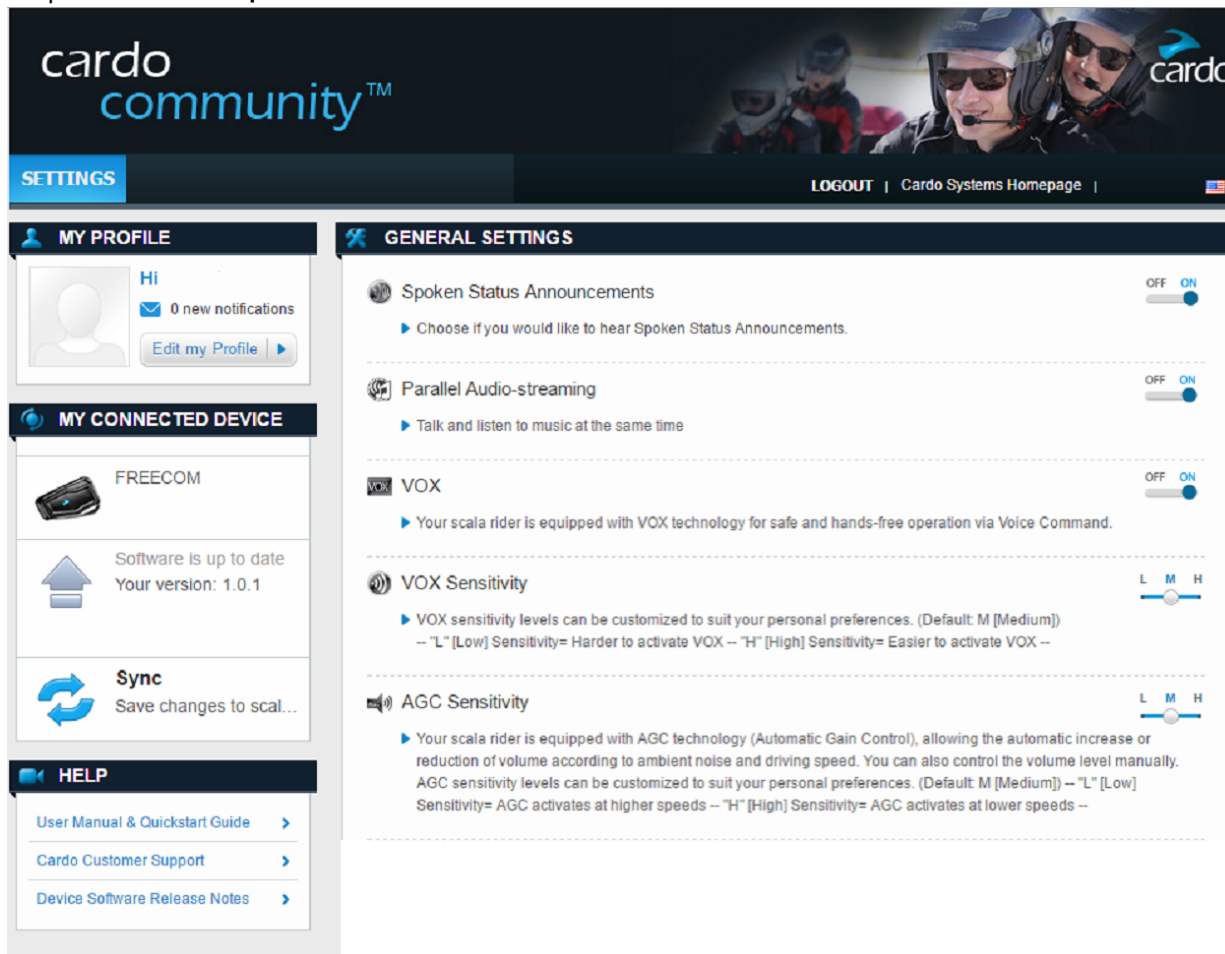 cardo
community™
cardo
SETTINGS
LOGOUT | Cardo Systems Homepage |
MY PROFILE
Hi
0 new notifications
Edit my Profile
MY CONNECTED DEVICE
FREECOM
Software is up to date
Your version: 1.0.1
Sync
Save changes to scal...
HELP
User Manual & Quickstart Guide
Cardo Customer Support
Device Software Release Notes
GENERAL SETTINGS
Spoken Status Announcements
OFF ON
Choose if you would like to hear Spoken Status Announcements.
Parallel Audio-streaming
OFF ON
Talk and listen to music at the same time
VOX VOX
OFF ON
Your scala rider is equipped with VOX technology for safe and hands-free operation via Voice Command.
VOX Sensitivity
L M H
VOX sensitivity levels can be customized to suit your personal preferences. (Default: M [Medium])
-- "L" [Low] Sensitivity= Harder to activate VOX -- "H" [High] Sensitivity= Easier to activate VOX --
AGC Sensitivity
L M H
Your scala rider is equipped with AGC technology (Automatic Gain Control), allowing the automatic increase or
reduction of volume according to ambient noise and driving speed. You can also control the volume level manually.
AGC sensitivity levels can be customized to suit your personal preferences. (Default: M [Medium]) -- "L" [Low]
Sensitivity= AGC activates at higher speeds -- "H" [High] Sensitivity= AGC activates at lower speeds --